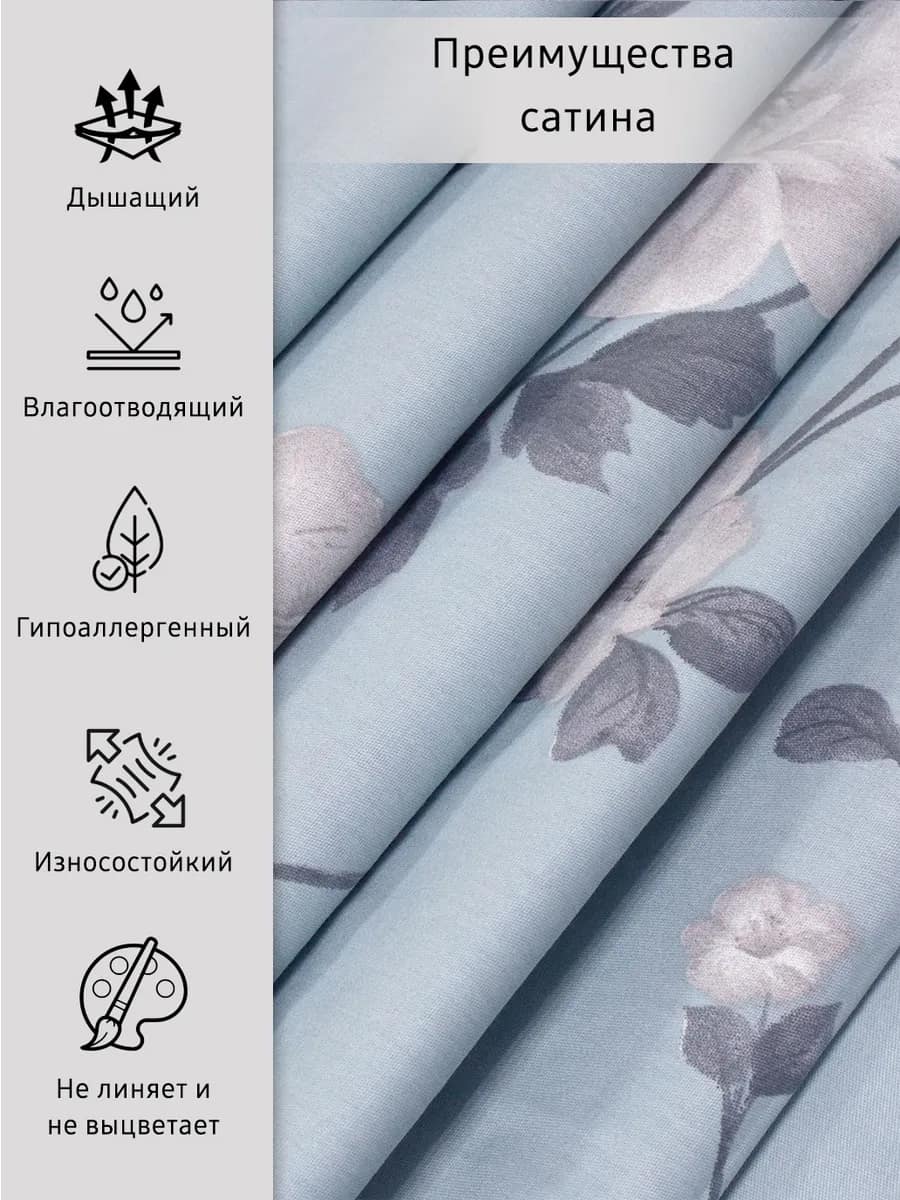 Преимущества
сатина
Дышащий
Влагоотводящий
Гипоаллергенный
Износостойкий
Не линяет и
не выцветает